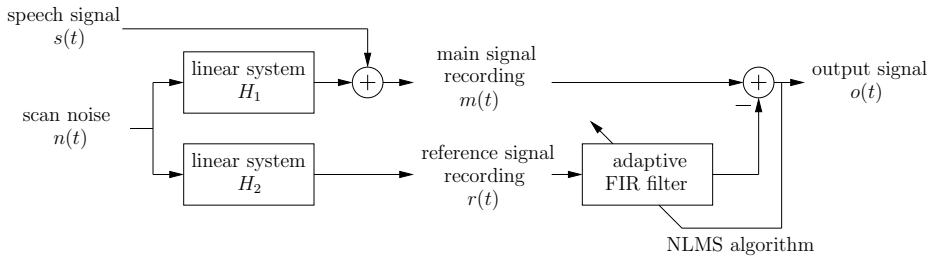 speech signal
s(t)
linear system
H₁
+
main signal
recording
m(t)
+
−
output signal
o(t)
scan noise
n(t)
linear system
H₂
reference signal
recording
r(t)
adaptive
FIR filter
NLMS algorithm